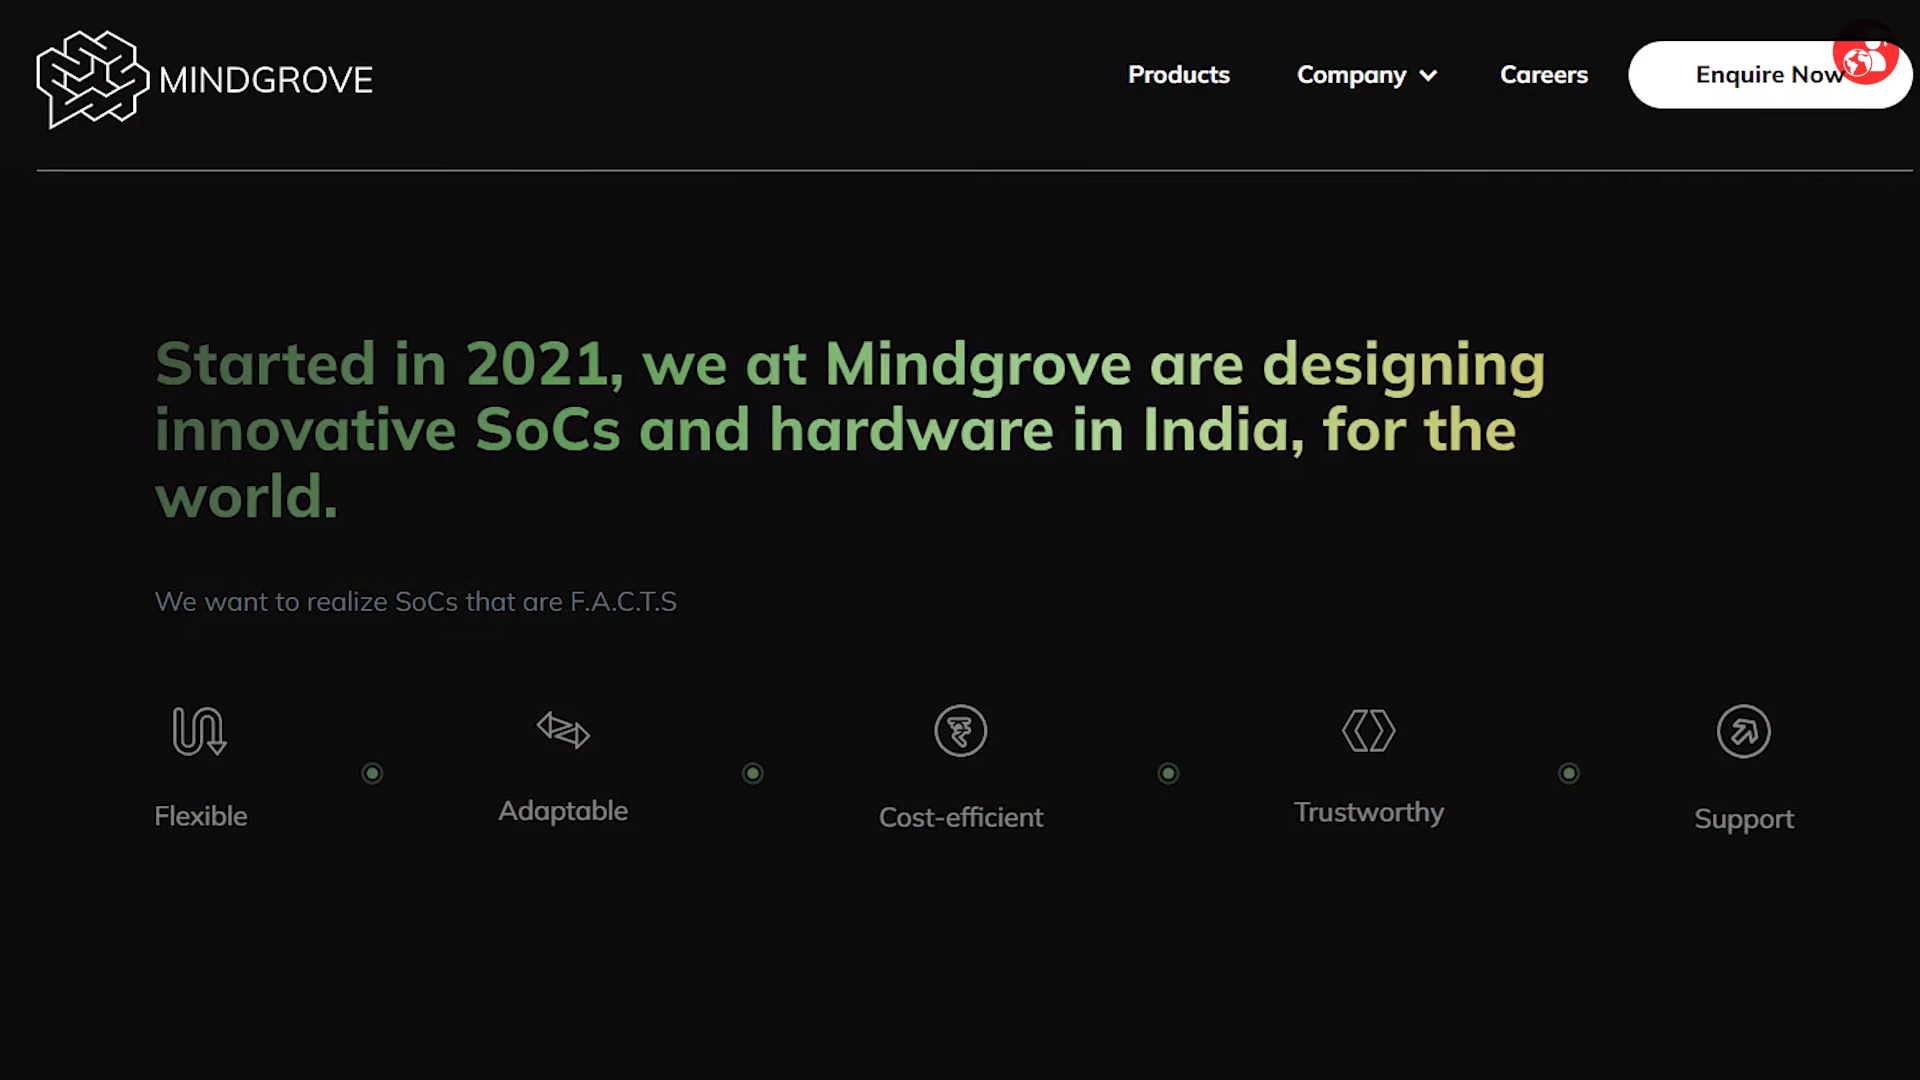 MINDGROVE
Products
Company
Careers
Enquire Now
Started in 2021, we at Mindgrove are designing
innovative SoCs and hardware in India, for the
world.
We want to realize SoCs that are F.A.C.T.S
Flexible
Adaptable
Cost-efficient
Trustworthy
Support